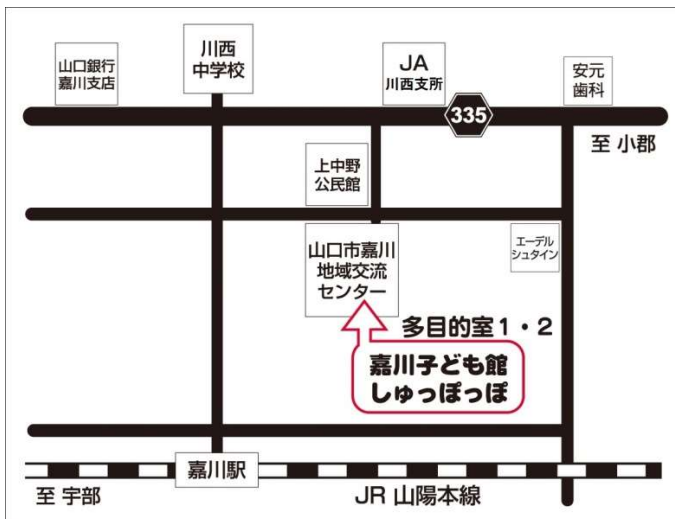 山口銀行
嘉川支店
川西
中学校
JA
川西支所
安元
歯科
335
至 小郡
上中野
公民館
山口市嘉川
地域交流
センター
エーデル
シュタイン
多目的室1・2
嘉川子ども館
しゅっぽっぽ
嘉川駅
至 宇部
JR 山陽本線